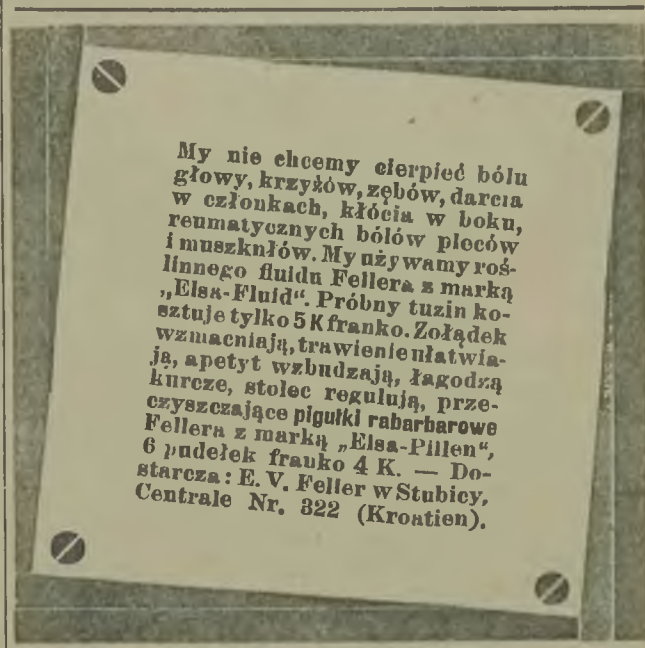 My nie chcemy cierpieć bólu
głowy, krzyżów, zębów, darcia
w członkach, kłócia w boku,
reumatycznych bólów pleców
i muszknłów. My używamy roś-
linnego fluidu Fellera z marką
„Elsa-Fluid“. Próbny tuzin ko-
sztuje tylko 5 K franko. Zołądek
wzmacniają, trawienie ułatwia-
ją, apetyt wzbudzają, łagodzą
kurcze, stolec regulują, prze-
czyszczające pigułki rabarbarowe
Fellera z marką „Elsa-Pillen“,
6 pudełek franko 4 K. — Do-
starcza: E. V. Feller w Stubicy,
Centrale Nr. 322 (Kroatien).